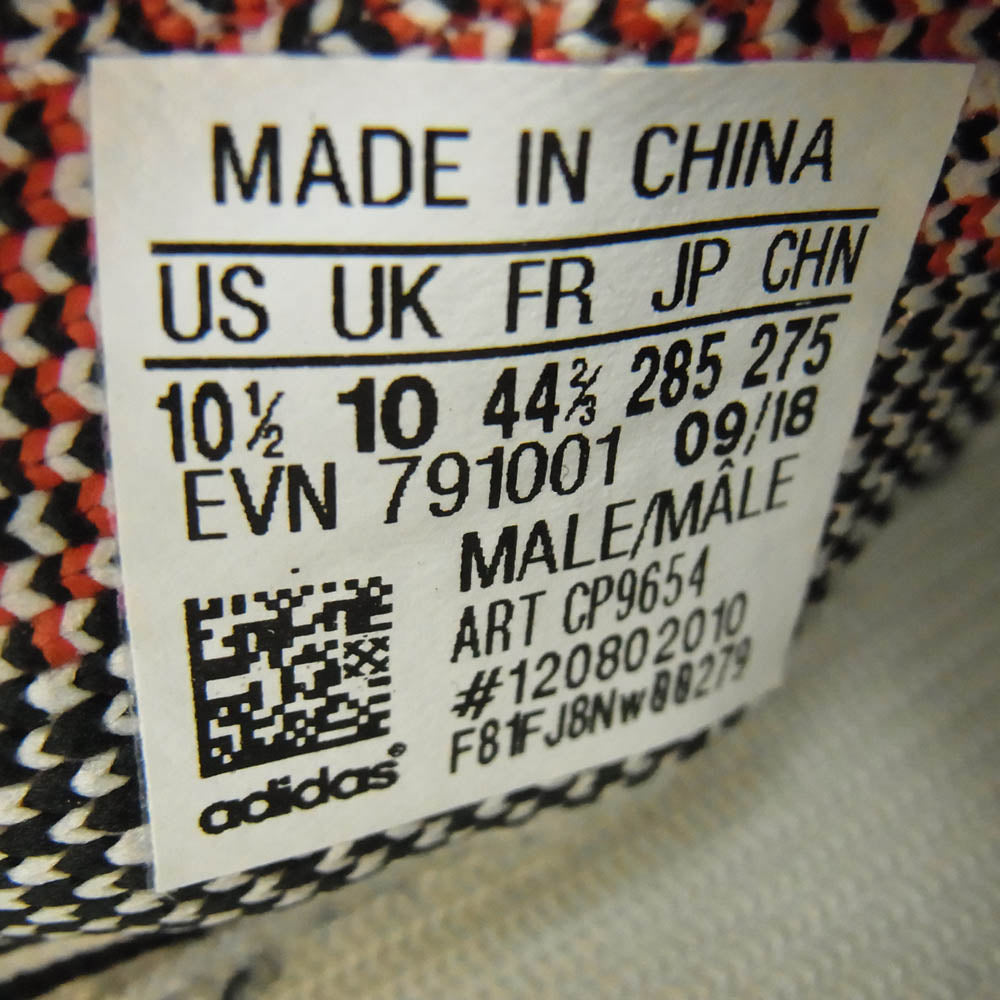 MADE IN CHINA
US UK FR JP CHN
10½ 10 44⅔ 285 275
EVN 791001 09/18
MALE/MÂLE
ART CP9654
#120802010
F81FJ8Nw00279
adidas®